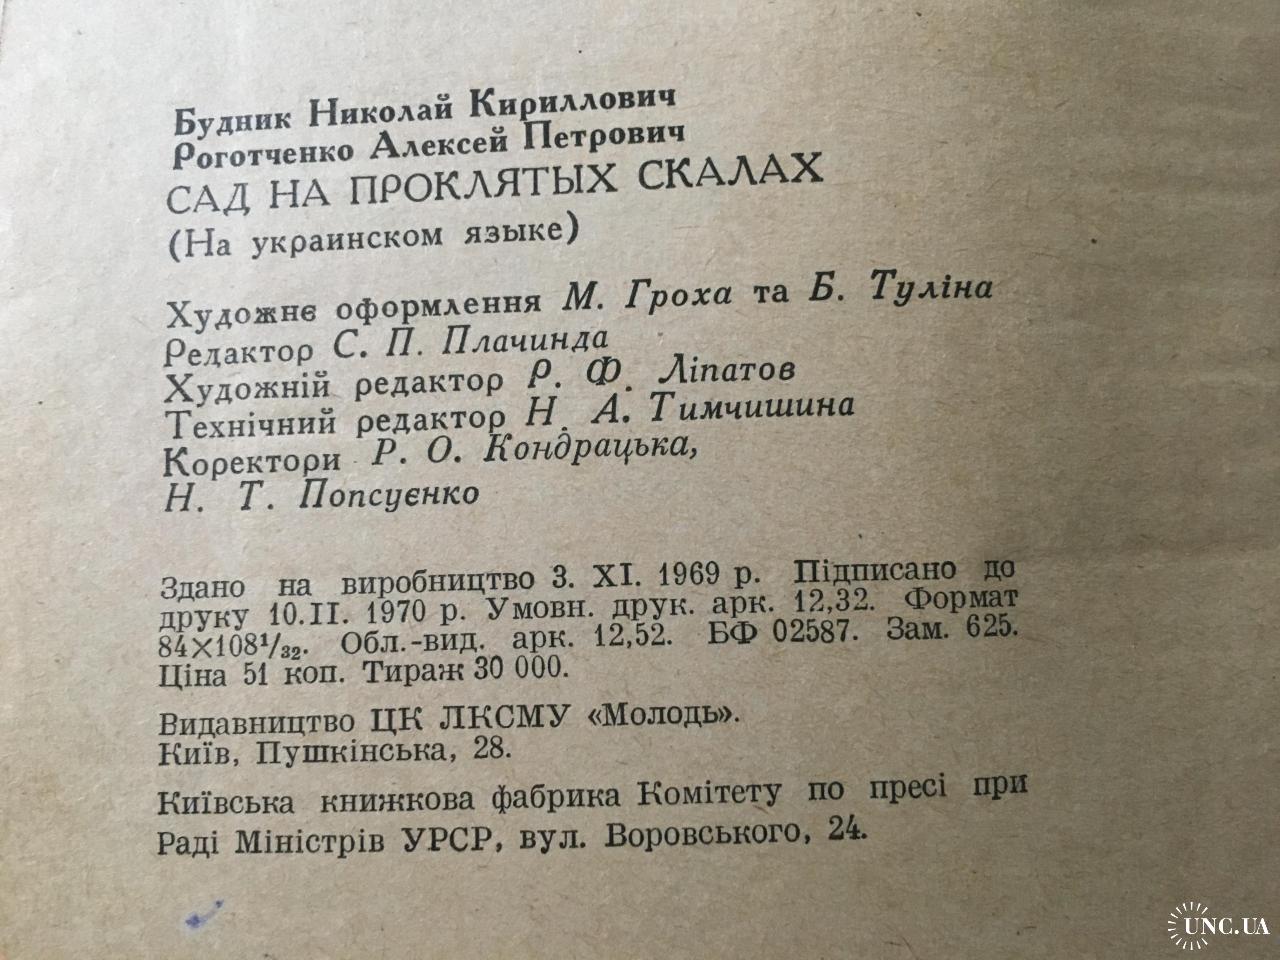 Будник Николай Кириллович
Роготченко Алексей Петрович
САД НА ПРОКЛЯТЫХ СКАЛАХ
(На украинском языке)
Художнє оформлення М. Гроха та Б. Туліна
Редактор С. П. Плачинда
Художній редактор Р. Ф. Ліпатов
Технічний редактор Н. А. Тимчишина
Коректори Р. О. Кондрацька,
Н. Т. Попсуєнко
Здано на виробництво 3. XI. 1969 р. Підписано до
друку 10.II. 1970 р. Умовн. друк. арк. 12,32. Формат
84×108¹/₃₂. Обл.-вид. арк. 12,52. БФ 02587. Зам. 625.
Ціна 51 коп. Тираж 30 000.
Видавництво ЦК ЛКСМУ «Молодь».
Київ, Пушкінська, 28.
Київська книжкова фабрика Комітету по пресі при
Раді Міністрів УРСР, вул. Воровського, 24.
UNC.UA